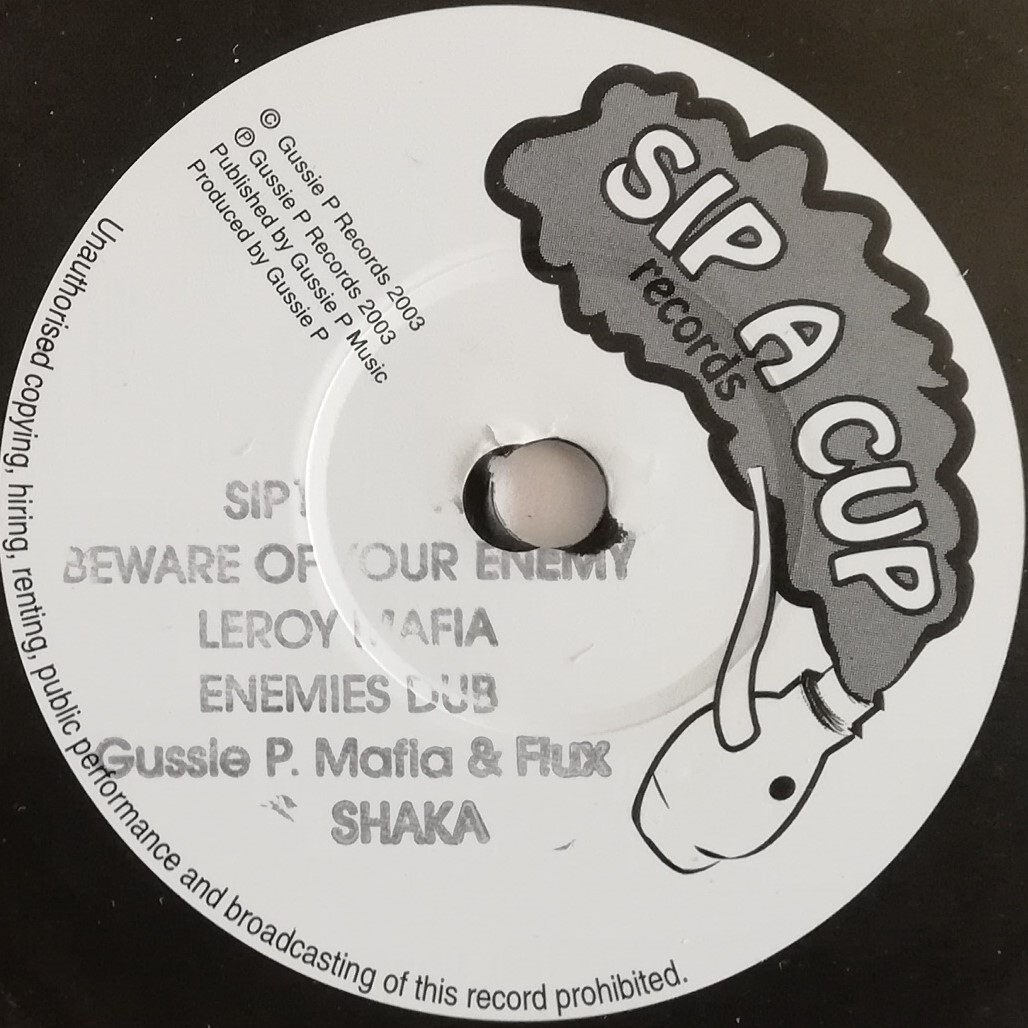 SIP A CUP
records
© Gussie P Records 2003
℗ Gussie P Records 2003
Published by Gussie P Music
Produced by Gussie P
BEWARE OF YOUR ENEMY
LEROY MAFIA
ENEMIES DUB
Gussie P. Mafia & Flux
SHAKA
Unauthorised copying, hiring, renting, public performance and broadcasting of this record prohibited.